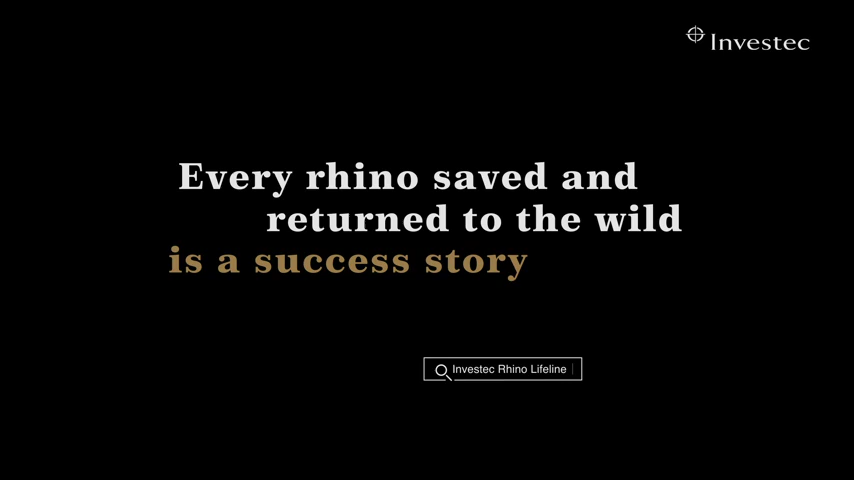 Investec
Every rhino saved and
returned to the wild
is a success story
Investec Rhino Lifeline